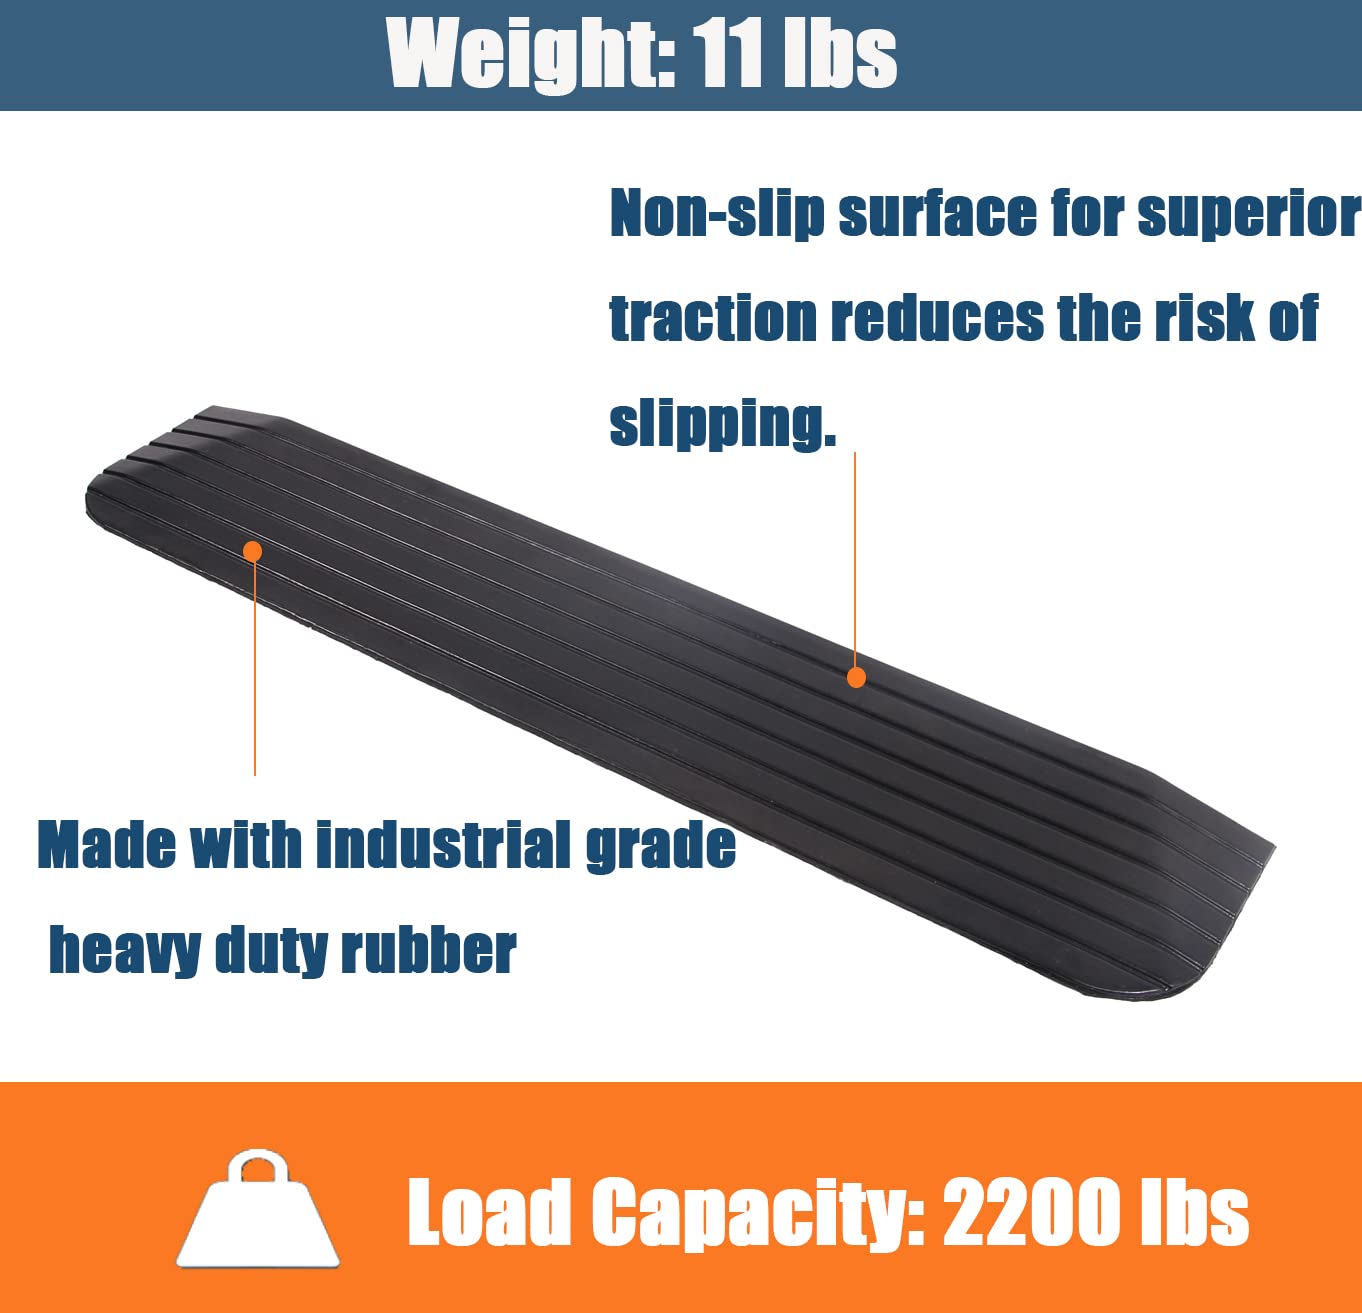 Weight: 11 lbs
Non-slip surface for superior
traction reduces the risk of
slipping.
Made with industrial grade
heavy duty rubber
Load Capacity: 2200 lbs